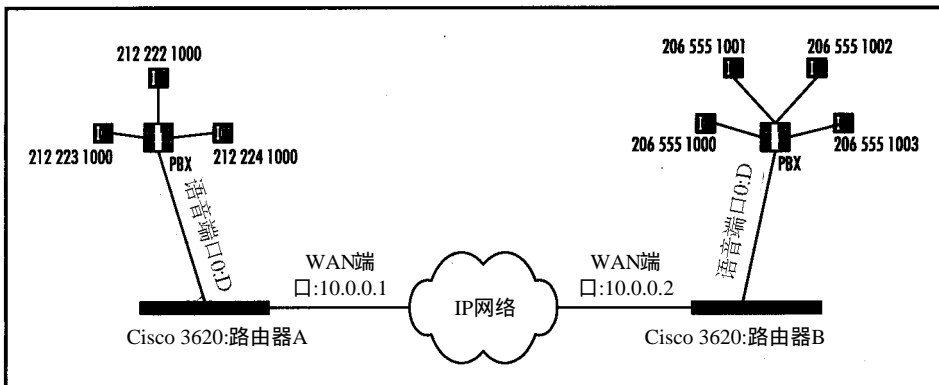 212 222 1000
212 223 1000
212 224 1000
PBX
语音端口0:D
WAN端
口:10.0.0.1
Cisco 3620:路由器A
IP网络
206 555 1001
206 555 1002
206 555 1000
206 555 1003
PBX
语音端口0:D
WAN端
口:10.0.0.2
Cisco 3620:路由器B